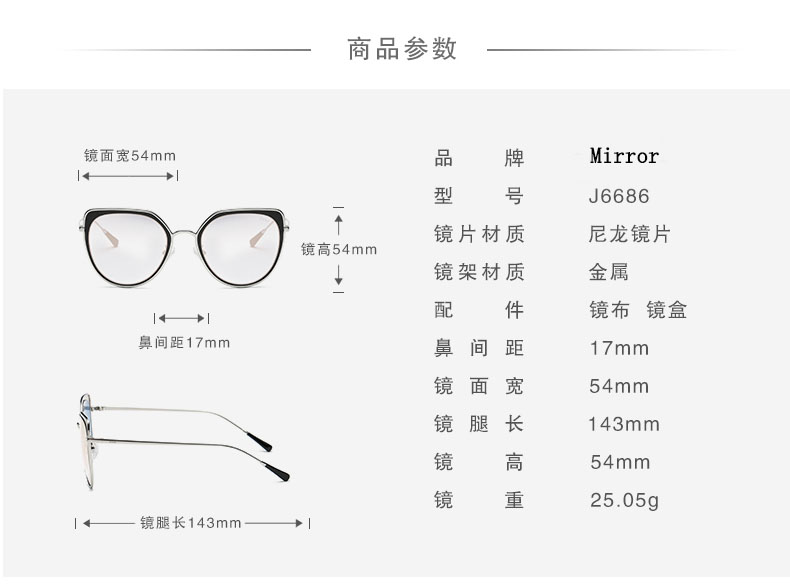 商品参数
镜面宽54mm
镜高54mm
鼻间距17mm
镜腿长143mm
品牌 Mirror
型号 J6686
镜片材质 尼龙镜片
镜架材质 金属
配件 镜布 镜盒
鼻间距 17mm
镜面宽 54mm
镜腿长 143mm
镜高 54mm
镜重 25.05g